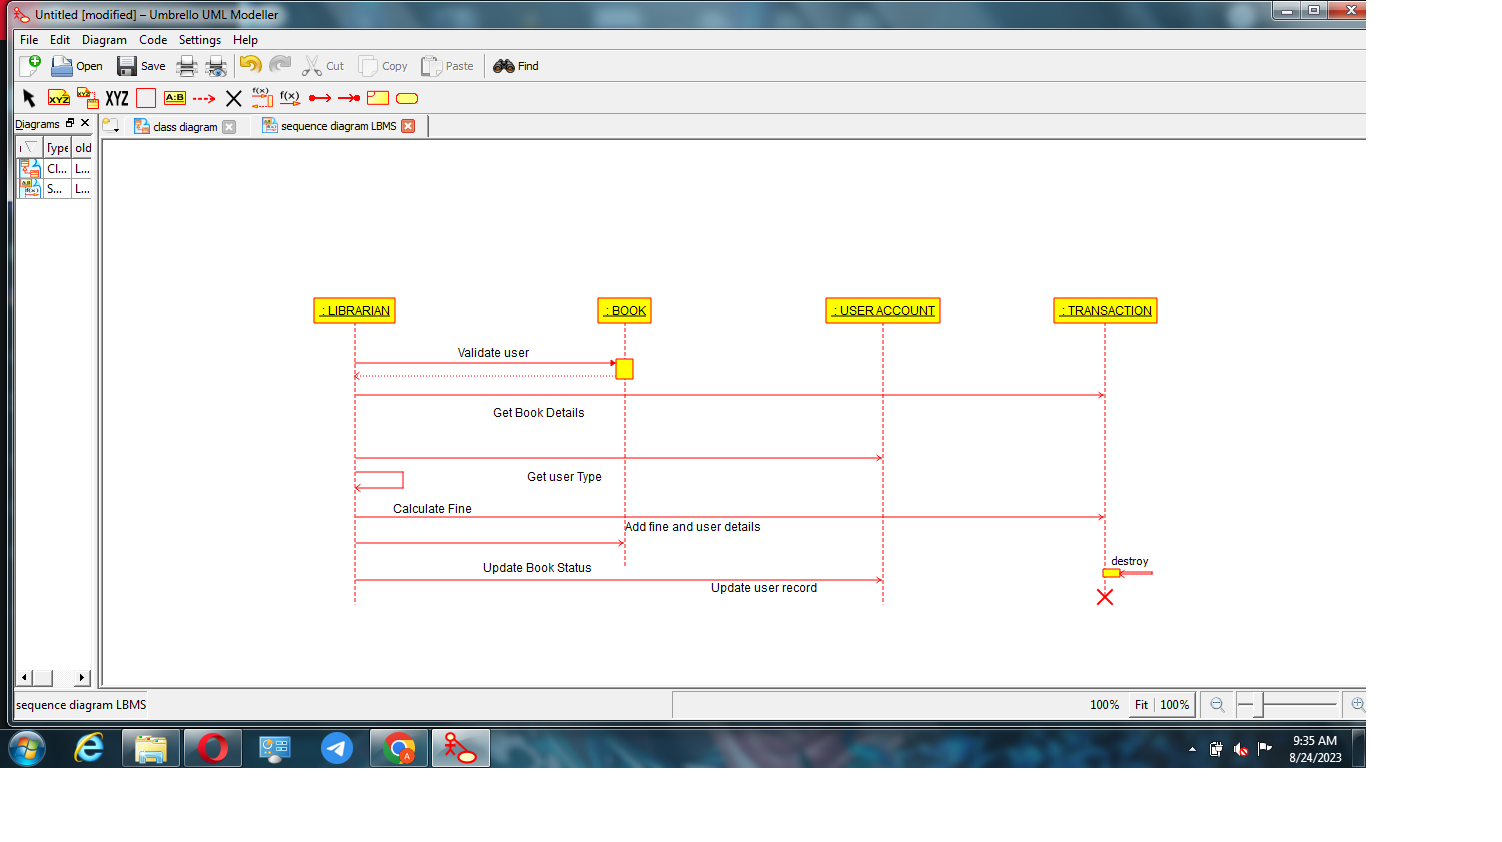 Untitled [modified] – Umbrello UML Modeller
File Edit Diagram Code Settings Help
Open Save Cut Copy Paste Find
XYZ XYZ XYZ A:B f(x) f(x)
Diagrams class diagram sequence diagram LBMS
Type old
Cl... L...
S... L...
: LIBRARIAN : BOOK : USER ACCOUNT : TRANSACTION
Validate user
Get Book Details
Get user Type
Calculate Fine
Add fine and user details
destroy
Update Book Status
Update user record
sequence diagram LBMS 100% Fit 100%
9:35 AM
8/24/2023